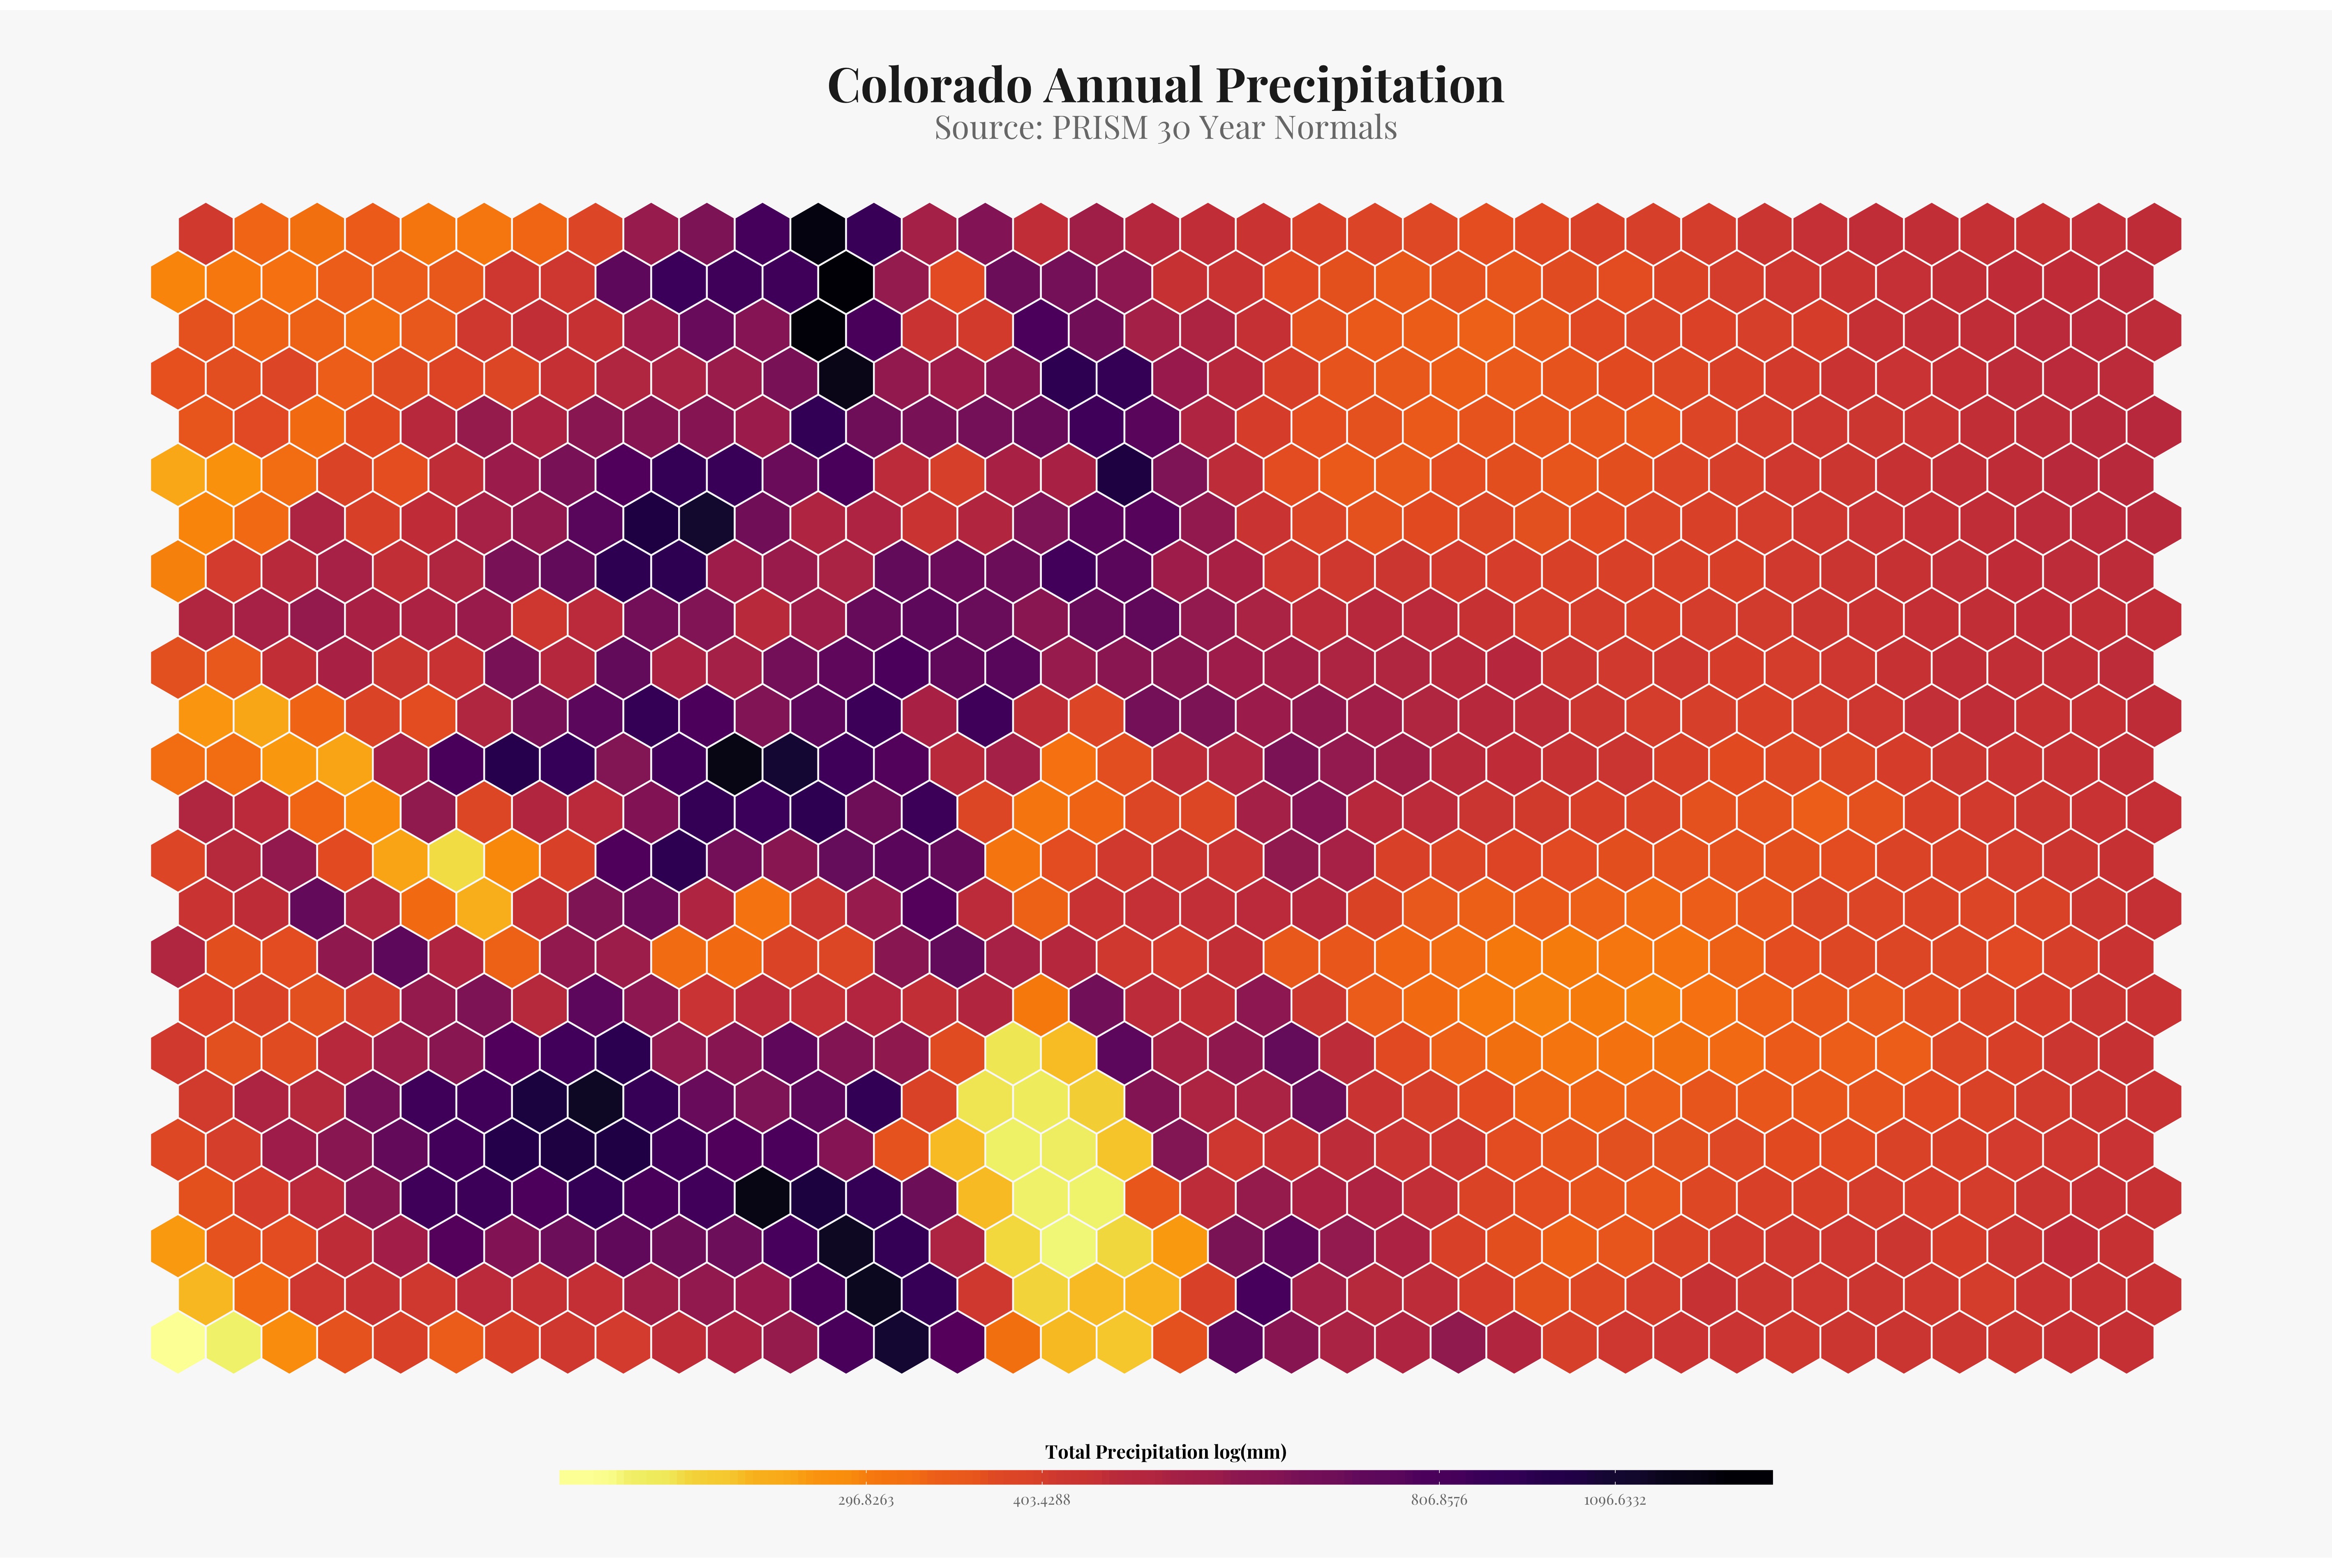 Colorado Annual Precipitation
Source: PRISM 30 Year Normals
Total Precipitation log(mm)
296.8263 403.4288 806.8576 1096.6332